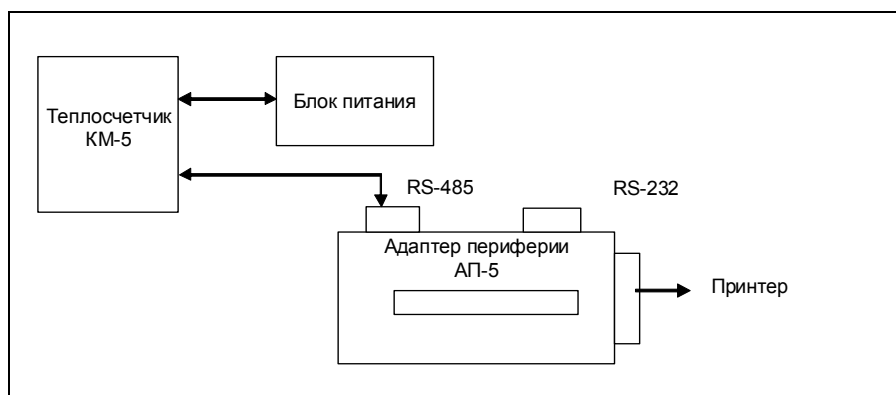 Теплосчетчик
КМ-5
Блок питания
RS-485
RS-232
Адаптер периферии
АП-5
Принтер